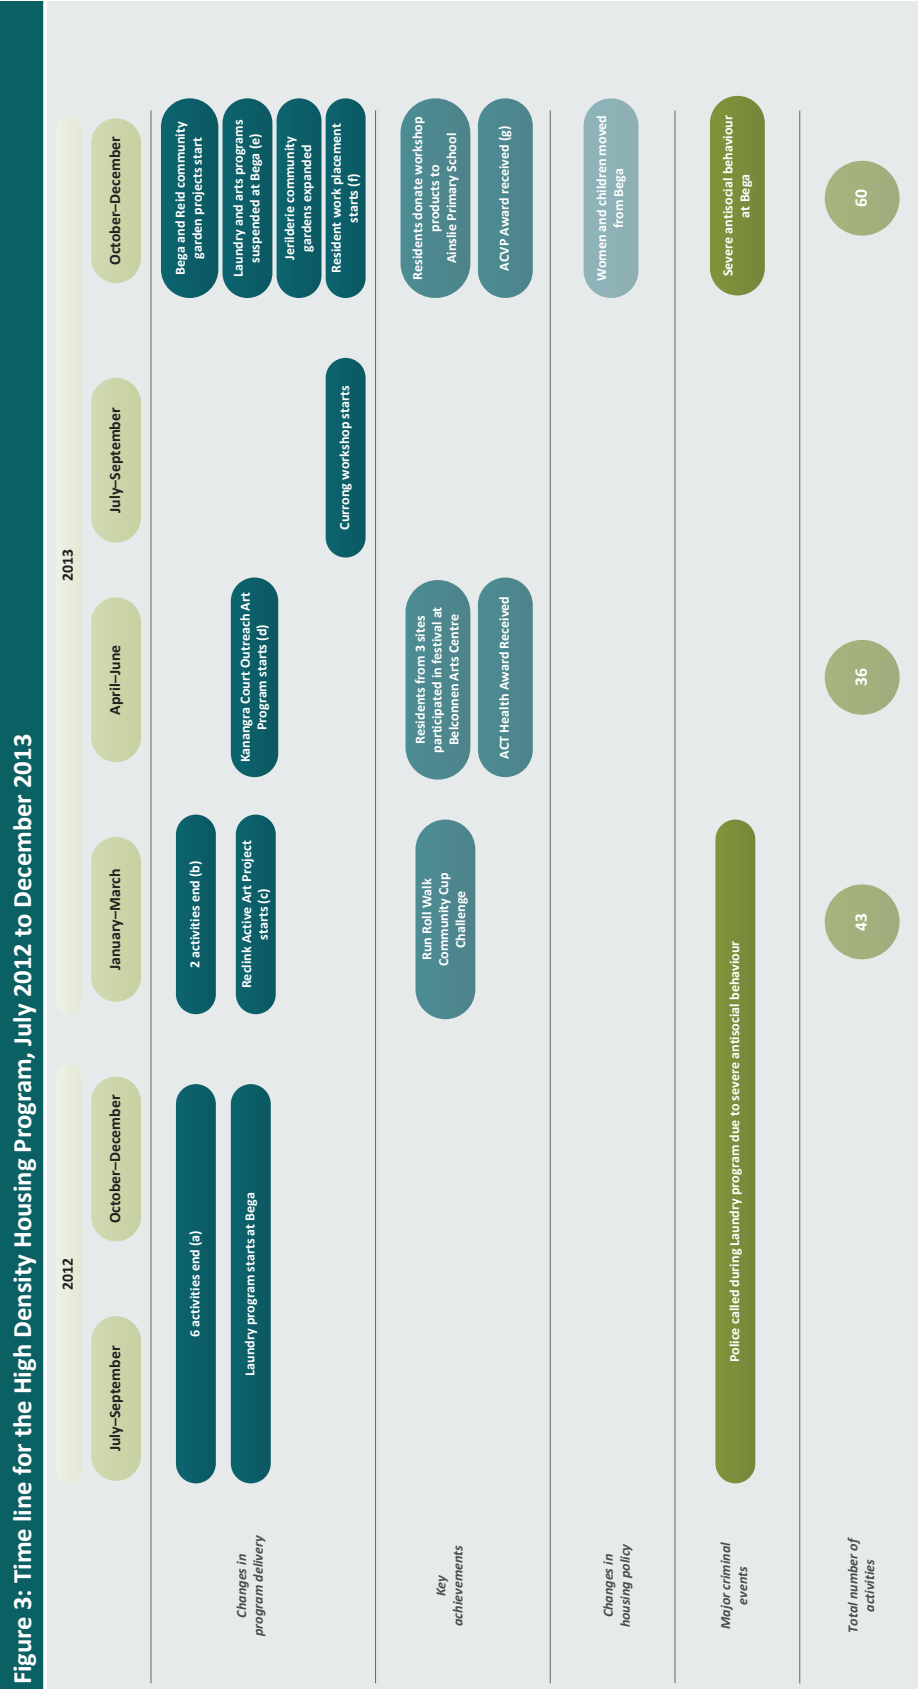 Figure 3: Time line for the High Density Housing Program, July 2012 to December 2013
2012
2013
July–September
October–December
January–March
April–June
July–September
October–December
Changes in
program delivery
6 activities end (a)
Laundry program starts at Bega
2 activities end (b)
Reclink Active Art Project
starts (c)
Kanangra Court Outreach Art
Program starts (d)
Currong workshop starts
Bega and Reid community
garden projects start
Laundry and arts programs
suspended at Bega (e)
Jerilderie community
gardens expanded
Resident work placement
starts (f)
Key
achievements
Run Roll Walk
Community Cup
Challenge
Residents from 3 sites
participated in festival at
Belconnen Arts Centre
ACT Health Award Received
Residents donate workshop
products to
Ainslie Primary School
ACVP Award received (g)
Changes in
housing policy
Women and children moved
from Bega
Major criminal
events
Police called during Laundry program due to severe antisocial behaviour
Severe antisocial behaviour
at Bega
Total number of
activities
43
36
60